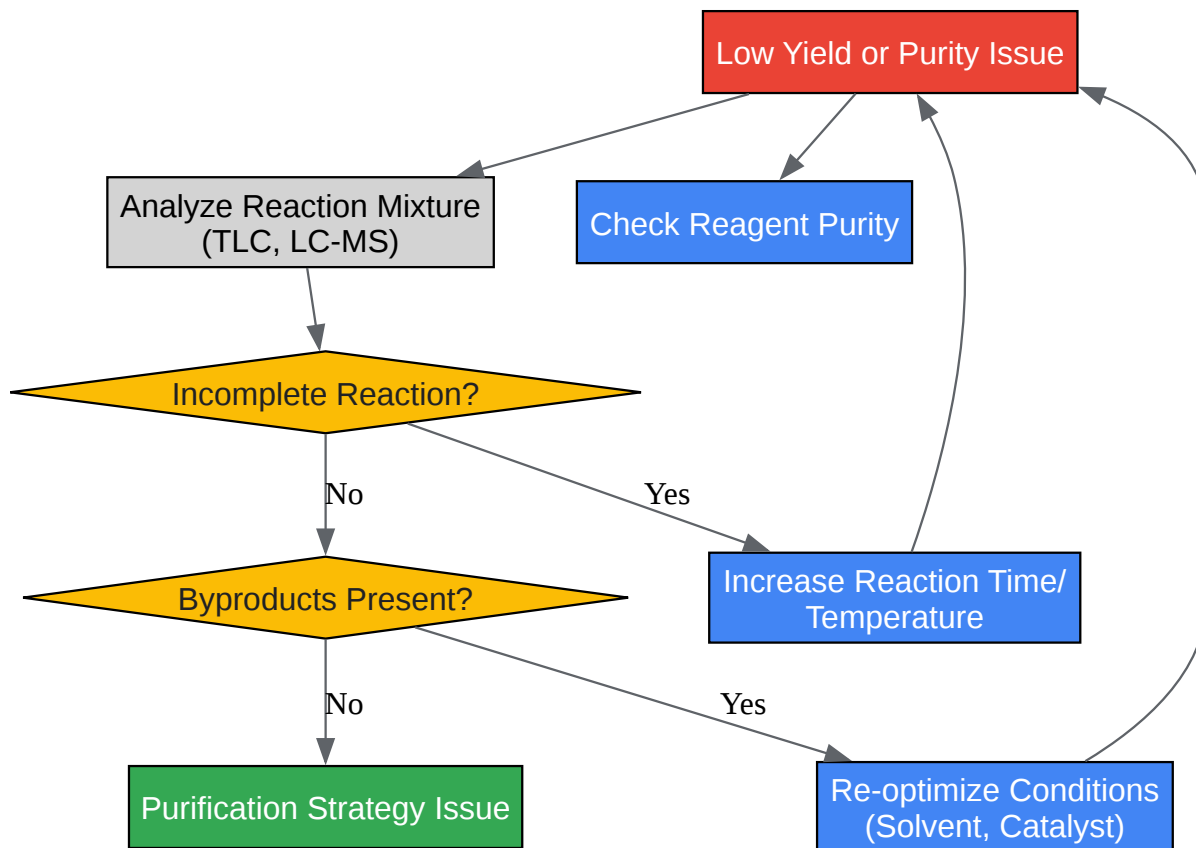 Low Yield or Purity Issue
Analyze Reaction Mixture
(TLC, LC-MS)
Check Reagent Purity
Incomplete Reaction?
No
Yes
Increase Reaction Time/
Temperature
Byproducts Present?
No
Yes
Purification Strategy Issue
Re-optimize Conditions
(Solvent, Catalyst)